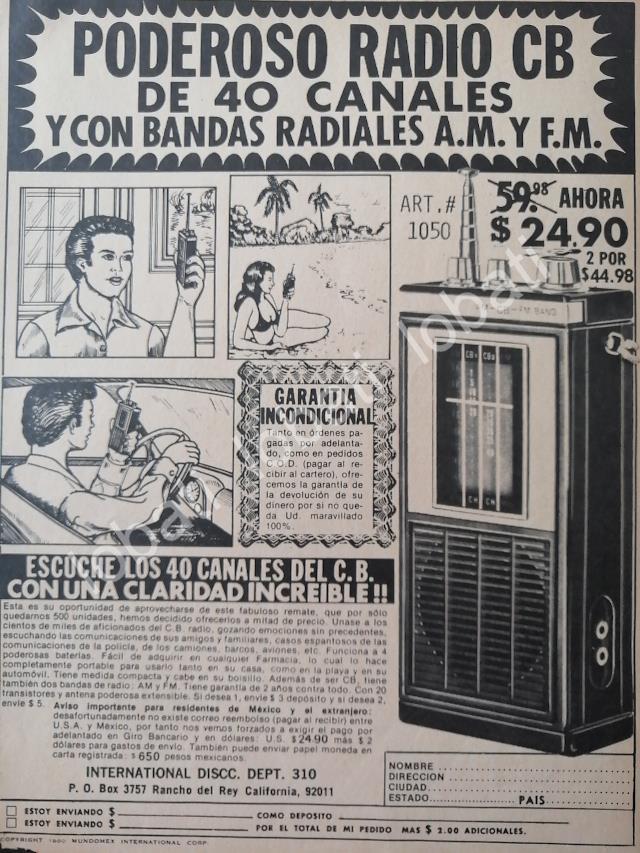 PODEROSO RADIO CB
DE 40 CANALES
Y CON BANDAS RADIALES A.M. Y F.M.
ART.#
1050
59.98 AHORA
$ 24.90
2 POR
$44.98
CB FM BAND
GARANTIA
INCONDICIONAL
Tanto en órdenes pa-
gadas por adelanta-
do, como en pedidos
C.O.D. (pagar al re-
cibir al cartero), ofre-
cemos la garantía de
la devolución de su
dinero por si no que-
da Ud. maravillado
100%.
ESCUCHE LOS 40 CANALES DEL C.B.
CON UNA CLARIDAD INCREIBLE!!
Esta es su oportunidad de aprovecharse de este fabuloso remate, que por sólo
quedarnos 500 unidades, hemos decidido ofrecerlos a mitad de precio. Unase a los
cientos de miles de aficionados del C.B. radio, gozando emociones sin precedentes,
escuchando las comunicaciones de sus amigos y familiares, casos espantosos de las
comunicaciones de la policía, de los camiones, barcos, aviones, etc. Funciona a 4
poderosas baterías. Fácil de adquirir en cualquier Farmacia, lo cual lo hace
completamente portable para usarlo tanto en su casa, como en la playa y en su
automóvil. Tiene medida compacta y cabe en su bolsillo. Además de ser CB, tiene
también dos bandas de radio: AM y FM. Tiene garantía de 2 años contra todo. Con 20
transistores y antena poderosa extensible. Si desea 1, envíe $ 3 depósito y si desea 2,
envíe $ 5. Aviso importante para residentes de México y el extranjero:
desafortunadamente no existe correo reembolso (pagar al recibir) entre
U.S.A. y México, por tanto nos vemos forzados a exigir el pago por
adelantado en Giro Bancario y en dólares: U.S. $24.90 más $ 2
dólares para gastos de envío. También puede enviar papel moneda en
carta registrada: $650 pesos mexicanos.
INTERNATIONAL DISCC. DEPT. 310
P. O. Box 3757 Rancho del Rey California, 92011
NOMBRE
DIRECCION
CIUDAD
ESTADO PAIS
ESTOY ENVIANDO $ COMO DEPOSITO
ESTOY ENVIANDO $ POR EL TOTAL DE MI PEDIDO MAS $ 2.00 ADICIONALES.
COPYRIGHT 1980 MUNDOMEX INTERNATIONAL CORP.